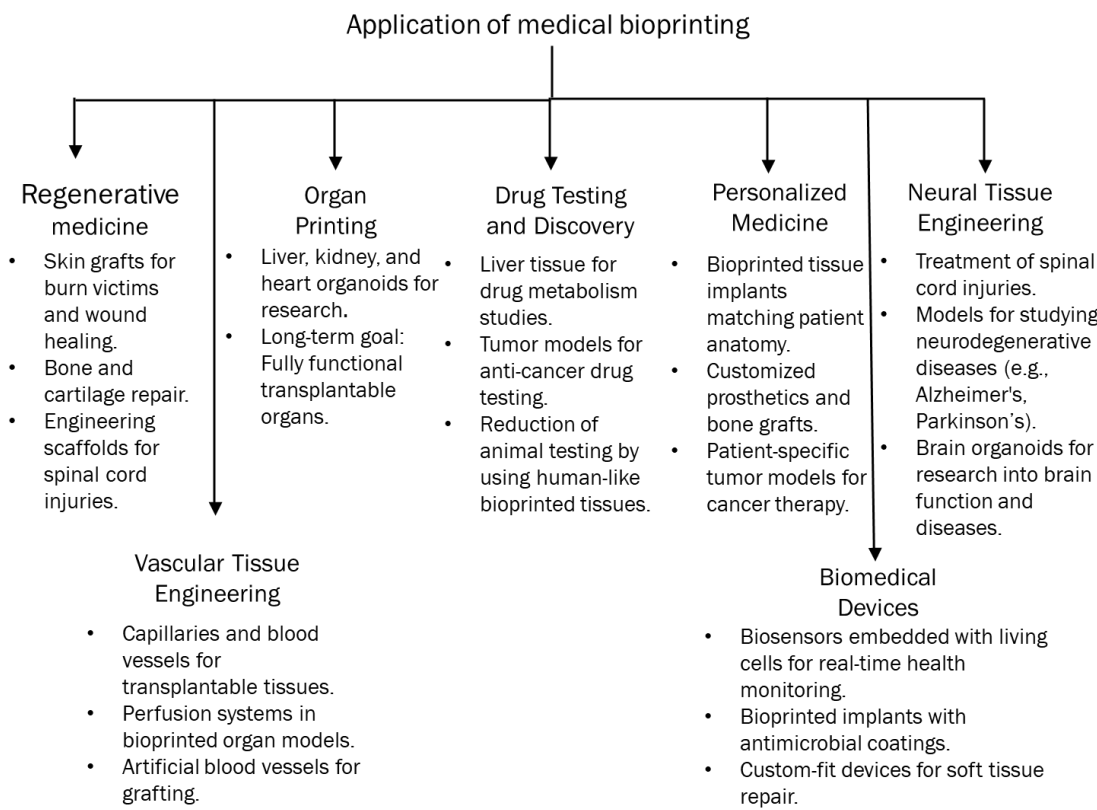 Application of medical bioprinting
Regenerative
medicine
• Skin grafts for
burn victims
and wound
healing.
• Bone and
cartilage repair.
• Engineering
scaffolds for
spinal cord
injuries.
Organ
Printing
• Liver, kidney, and
heart organoids for
research.
• Long-term goal:
Fully functional
transplantable
organs.
Drug Testing
and Discovery
• Liver tissue for
drug metabolism
studies.
• Tumor models for
anti-cancer drug
testing.
• Reduction of
animal testing by
using human-like
bioprinted tissues.
Personalized
Medicine
• Bioprinted tissue
implants
matching patient
anatomy.
• Customized
prosthetics and
bone grafts.
• Patient-specific
tumor models for
cancer therapy.
Neural Tissue
Engineering
• Treatment of spinal
cord injuries.
• Models for studying
neurodegenerative
diseases (e.g.,
Alzheimer's,
Parkinson’s).
• Brain organoids for
research into brain
function and
diseases.
Vascular Tissue
Engineering
• Capillaries and blood
vessels for
transplantable tissues.
• Perfusion systems in
bioprinted organ models.
• Artificial blood vessels for
grafting.
Biomedical
Devices
• Biosensors embedded with living
cells for real-time health
monitoring.
• Bioprinted implants with
antimicrobial coatings.
• Custom-fit devices for soft tissue
repair.